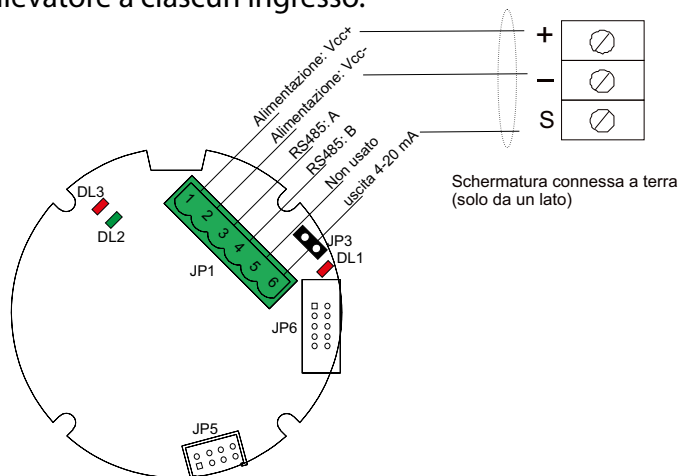 rilevatore a ciascun ingresso.
Alimentazione: Vcc+
Alimentazione: Vcc-
RS485: A
RS485: B
Non usato
uscita 4-20 mA
+
–
S
Schermatura connessa a terra
(solo da un lato)
DL3
DL2
1
2
3
4
5
6
JP1
JP3
DL1
JP6
JP5